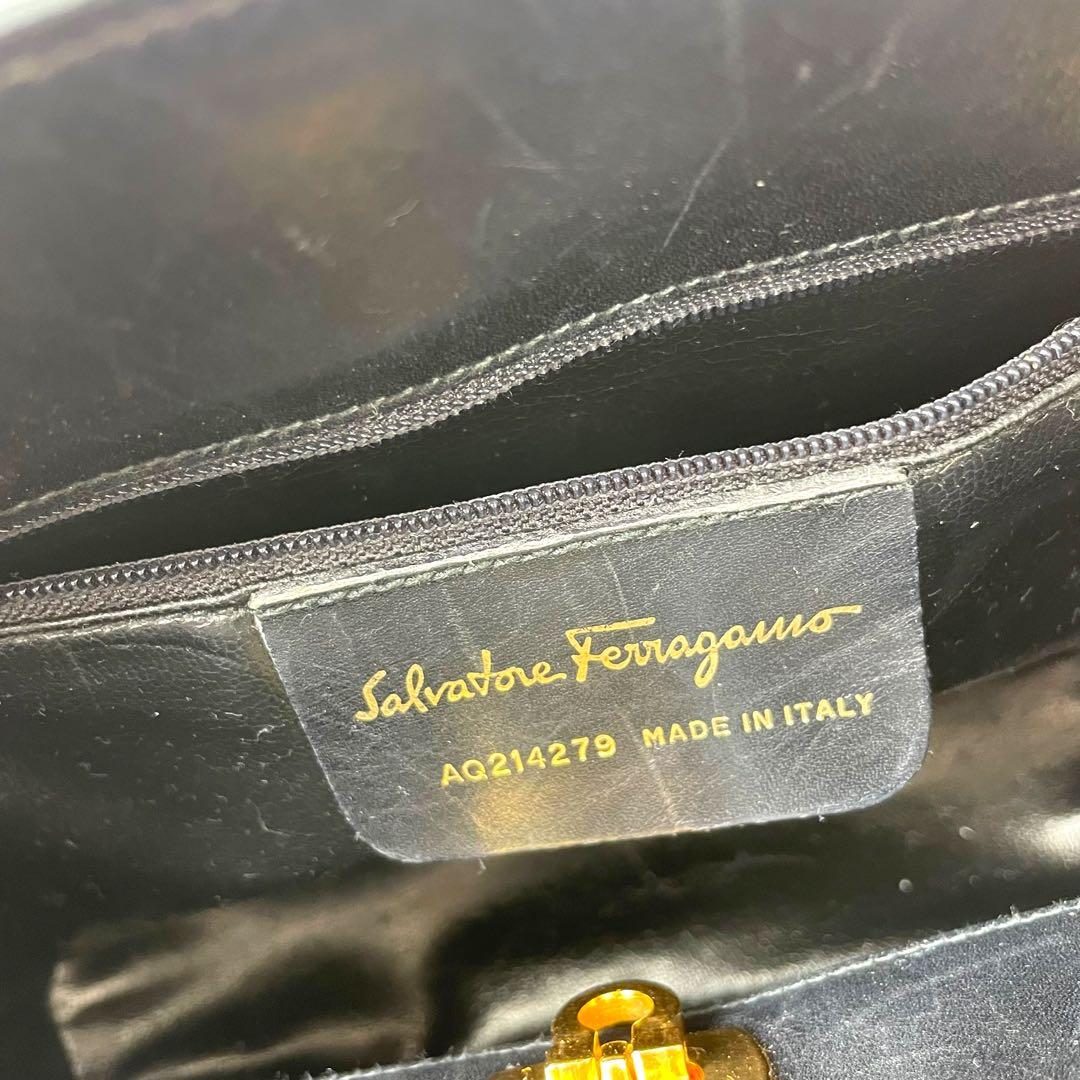 Salvatore Ferragamo
AQ214279 MADE IN ITALY